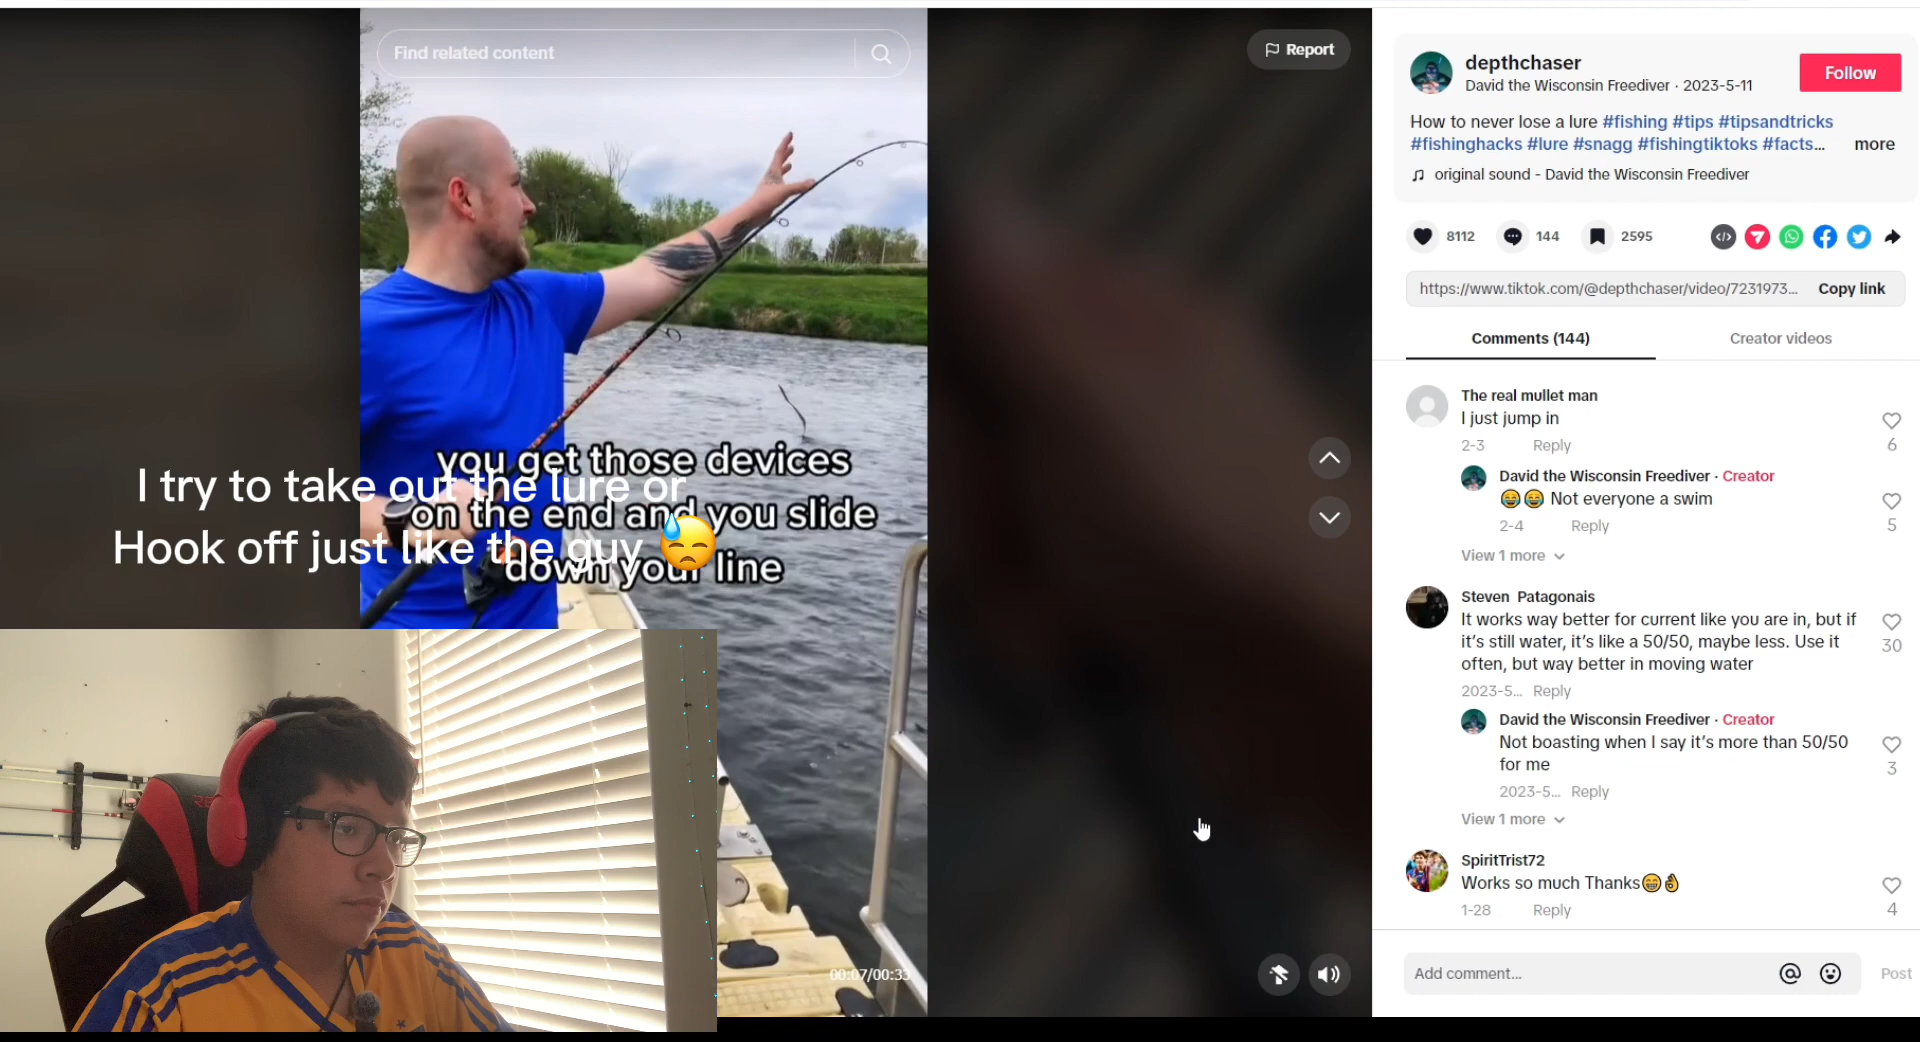 Find related content
Report
you get those devices
on the end and you slide
down your line
I try to take out the lure or
Hook off just like the guy 😓
00:07/00:33
depthchaser
David the Wisconsin Freediver · 2023-5-11
Follow
How to never lose a lure #fishing #tips #tipsandtricks
#fishinghacks #lure #snagg #fishingtiktoks #facts...
more
original sound - David the Wisconsin Freediver
8112
144
2595
https://www.tiktok.com/@depthchaser/video/7231973...
Copy link
Comments (144)
Creator videos
The real mullet man
I just jump in
2-3 Reply
6
David the Wisconsin Freediver · Creator
😂😂 Not everyone a swim
2-4 Reply
5
View 1 more
Steven Patagonais
It works way better for current like you are in, but if
it's still water, it's like a 50/50, maybe less. Use it
often, but way better in moving water
30
2023-5... Reply
David the Wisconsin Freediver · Creator
Not boasting when I say it's more than 50/50
for me
3
2023-5... Reply
View 1 more
SpiritTrist72
Works so much Thanks😁👌
1-28 Reply
4
Add comment...
Post